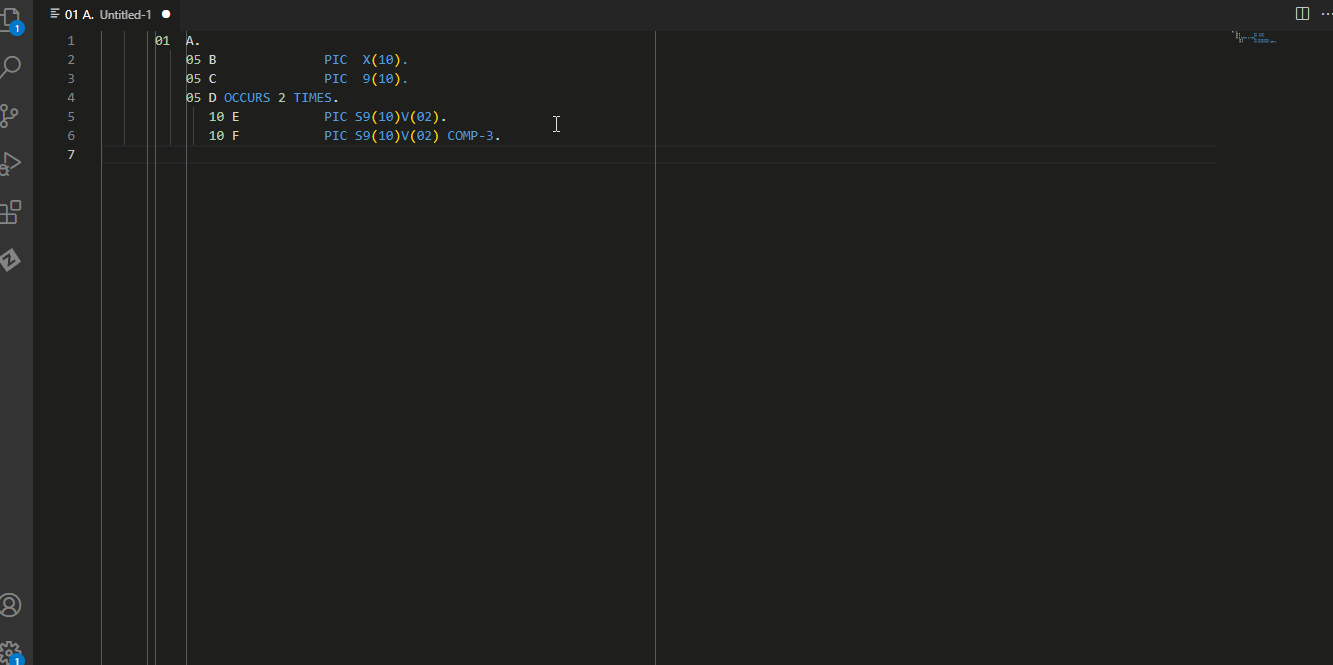 1
01 A. Untitled-1
1 01 A.
2 05 B PIC X(10).
3 05 C PIC 9(10).
4 05 D OCCURS 2 TIMES.
5 10 E PIC S9(10)V(02).
6 10 F PIC S9(10)V(02) COMP-3.
7
1